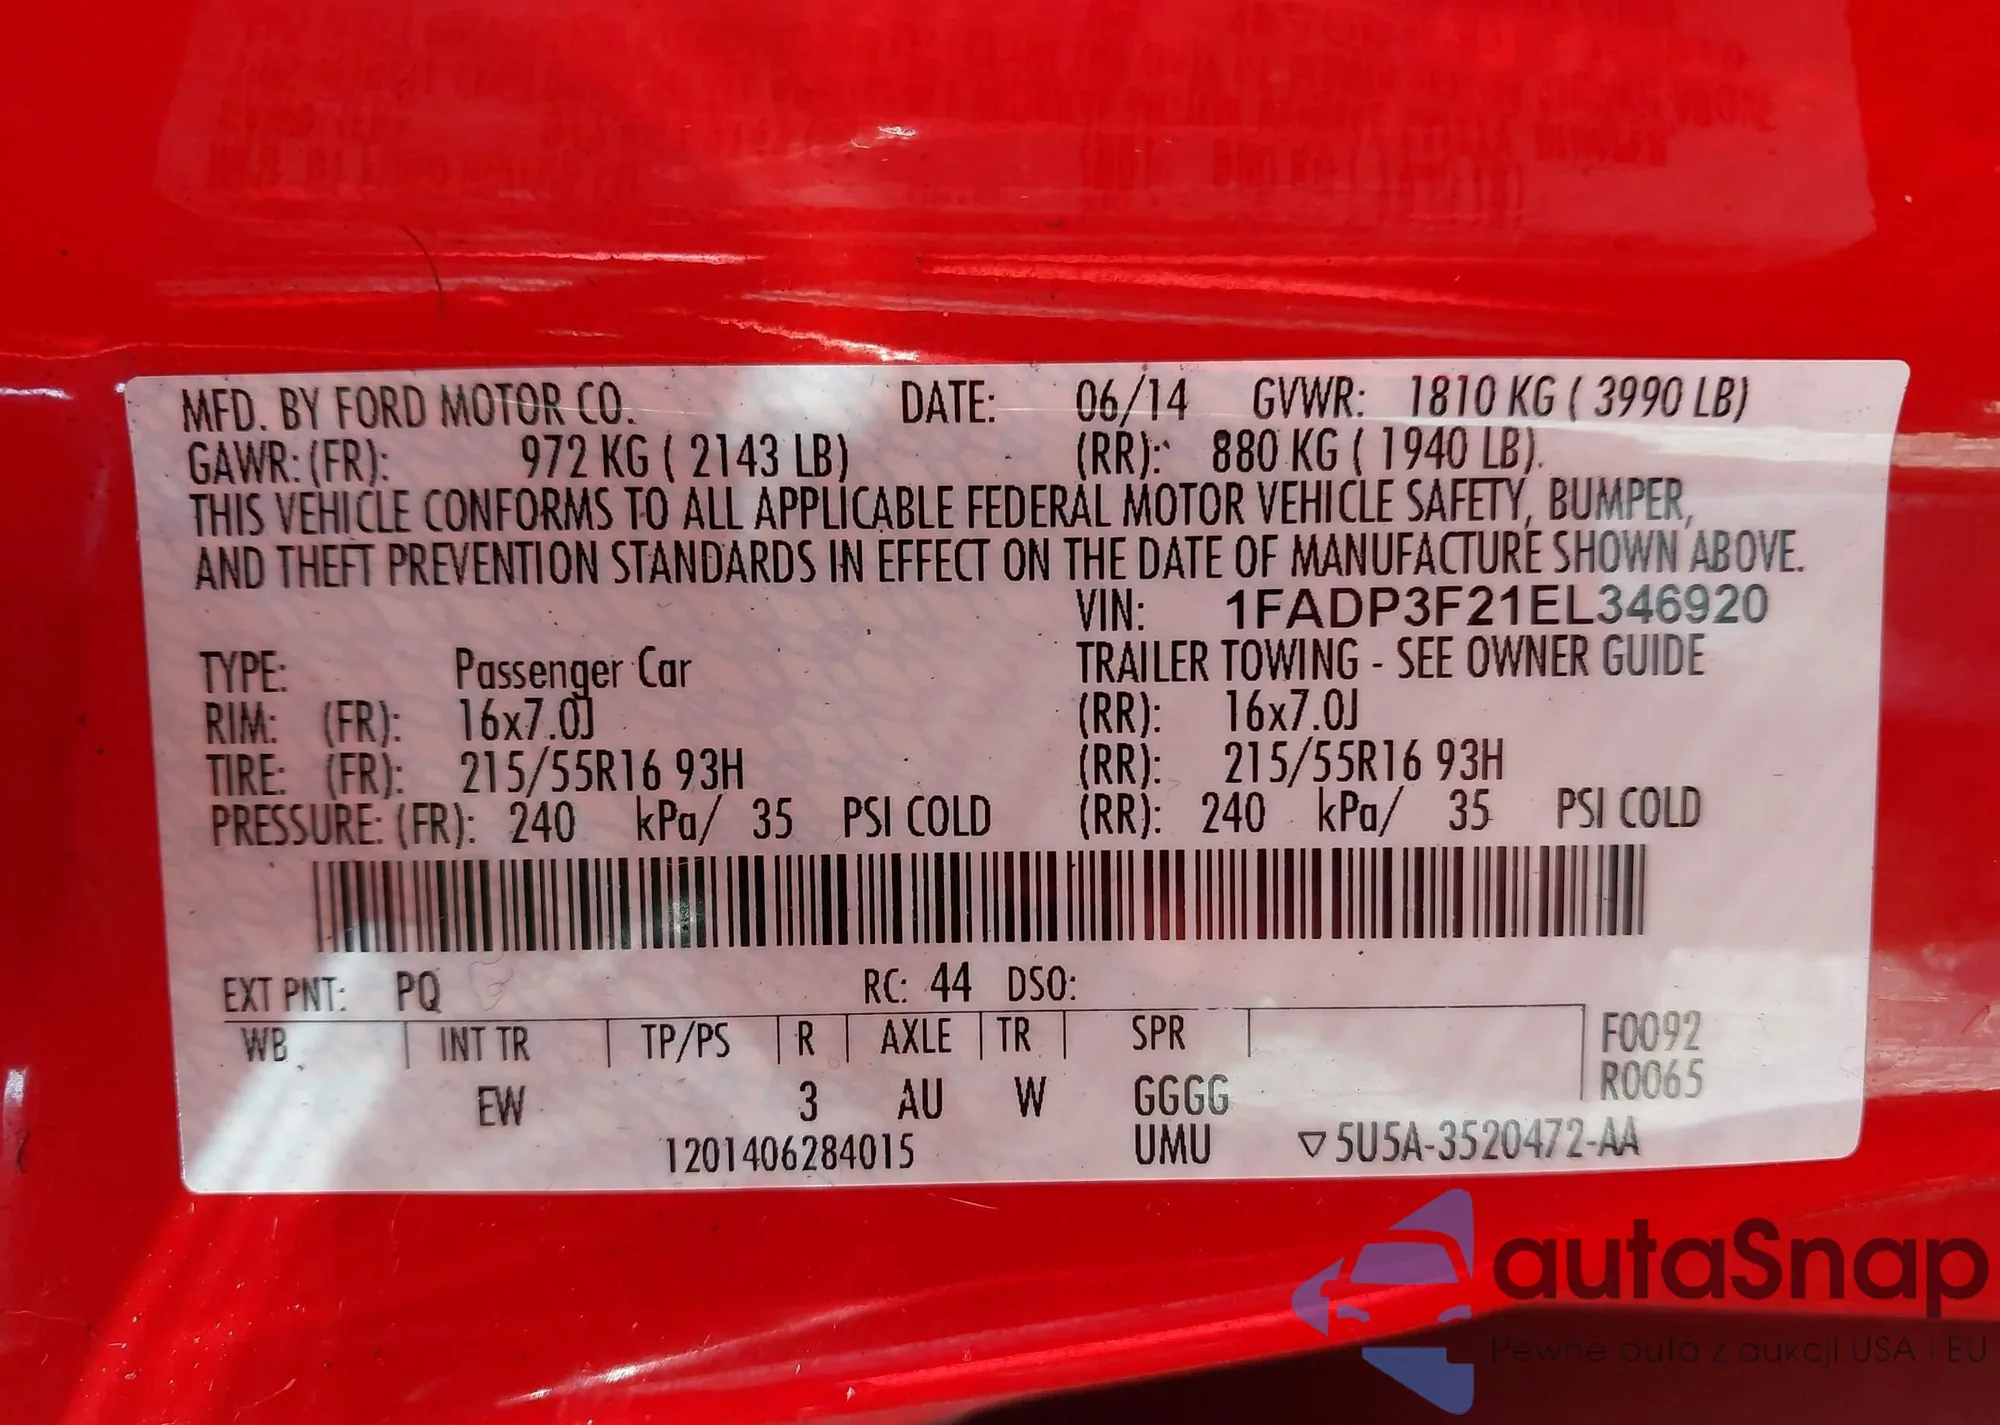 MFD. BY FORD MOTOR CO. DATE: 06/14 GVWR: 1810 KG ( 3990 LB)
GAWR: (FR): 972 KG ( 2143 LB) (RR): 880 KG ( 1940 LB).
THIS VEHICLE CONFORMS TO ALL APPLICABLE FEDERAL MOTOR VEHICLE SAFETY, BUMPER,
AND THEFT PREVENTION STANDARDS IN EFFECT ON THE DATE OF MANUFACTURE SHOWN ABOVE.
VIN: 1FADP3F21EL346920
TYPE: Passenger Car TRAILER TOWING - SEE OWNER GUIDE
RIM: (FR): 16x7.0J (RR): 16x7.0J
TIRE: (FR): 215/55R16 93H (RR): 215/55R16 93H
PRESSURE: (FR): 240 kPa/ 35 PSI COLD (RR): 240 kPa/ 35 PSI COLD
EXT PNT: PQ RC: 44 DSO:
WB INT TR TP/PS R AXLE TR SPR F0092
R0065
EW 3 AU W GGGG
1201406284015 UMU ▽5U5A-3520472-AA
autaSnap
Pewne auta z aukcji USA i EU